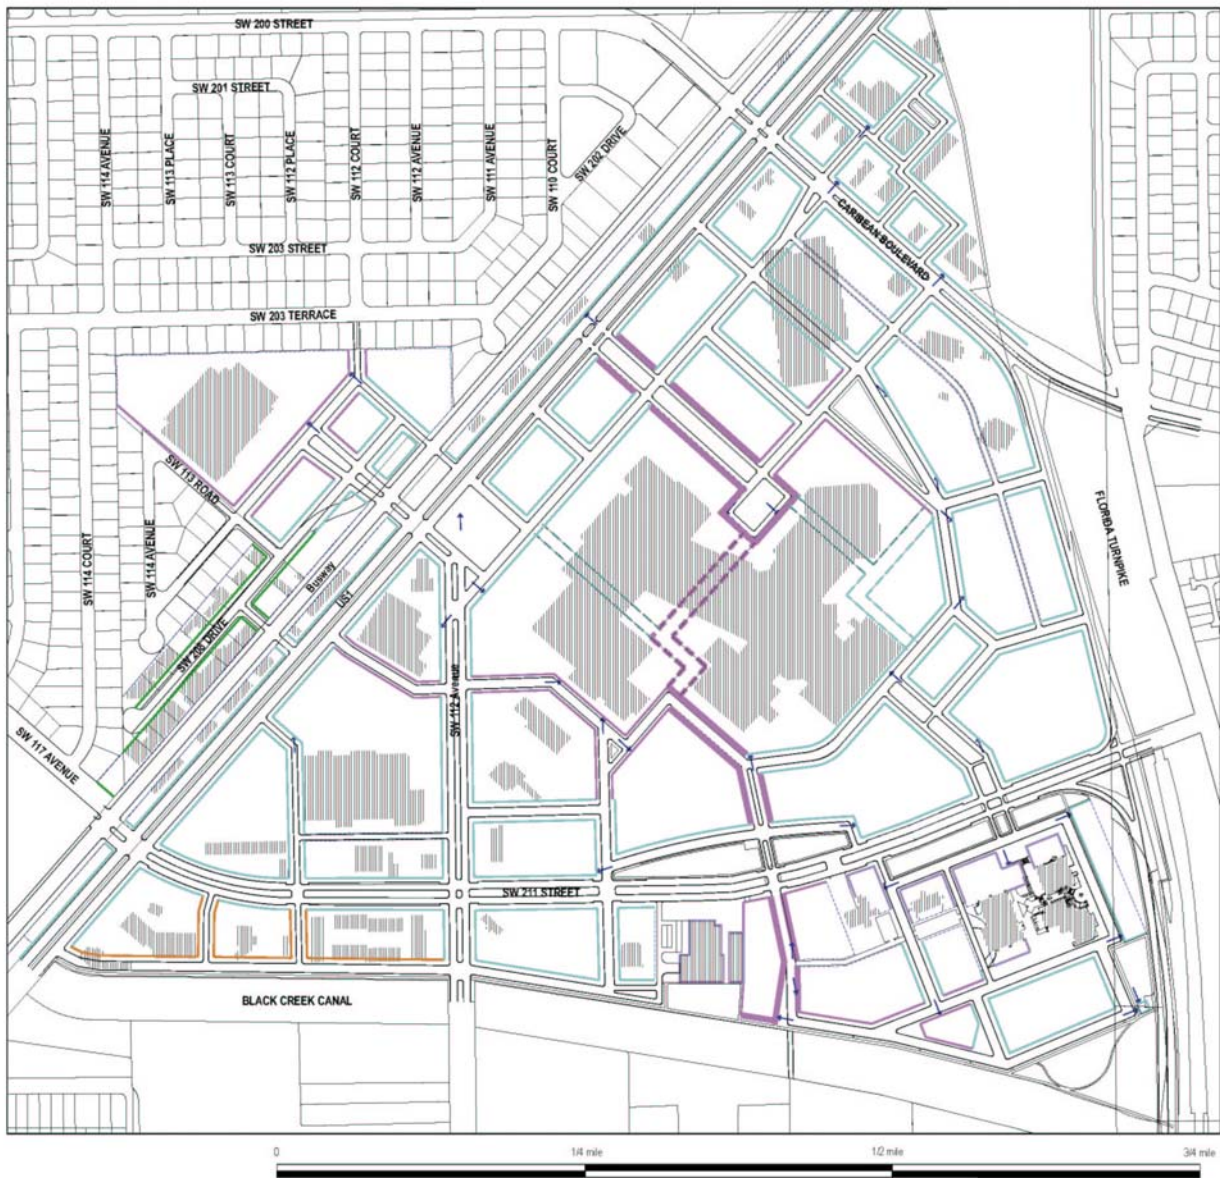 SW 200 STREET
SW 201 STREET
SW 114 AVENUE
SW 113 PLACE
SW 113 COURT
SW 112 PLACE
SW 112 COURT
SW 112 AVENUE
SW 111 AVENUE
SW 110 COURT
SW 202 DRIVE
CARIBEAN BOULEVARD
SW 203 STREET
SW 203 TERRACE
SW 113 ROAD
SW 114 COURT
SW 114 AVENUE
Busway
US1
FLORIDA TURNPIKE
SW 208 DRIVE
SW 112 Avenue
SW 117 AVENUE
SW 211 STREET
BLACK CREEK CANAL
0 1/4 mile 1/2 mile 3/4 mile